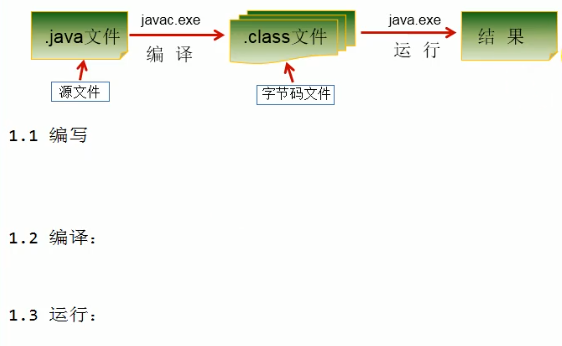 .java文件
javac.exe
编 译
.class文件
java.exe
运 行
结 果
源文件
字节码文件
1.1 编写
1.2 编译：
1.3 运行：